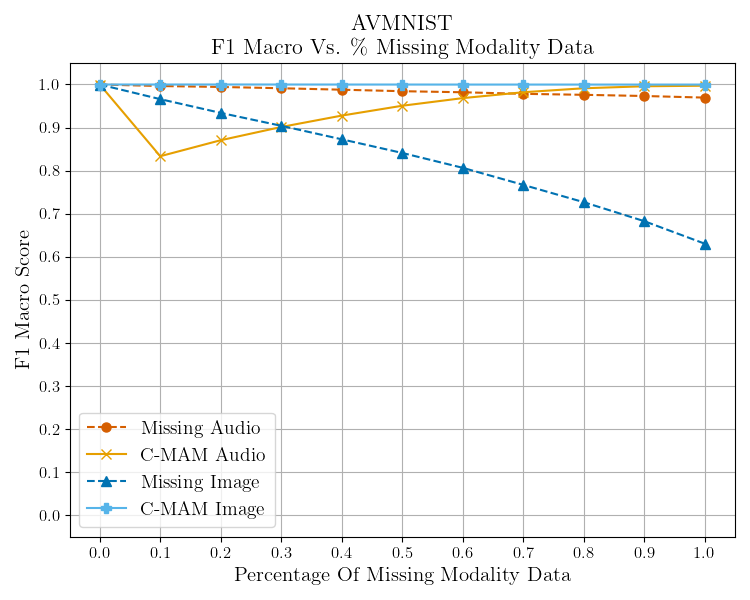 AVMNIST
F1 Macro Vs. % Missing Modality Data
F1 Macro Score
1.0
0.9
0.8
0.7
0.6
0.5
0.4
0.3
0.2
0.1
0.0
Missing Audio
C-MAM Audio
Missing Image
C-MAM Image
0.0 0.1 0.2 0.3 0.4 0.5 0.6 0.7 0.8 0.9 1.0
Percentage Of Missing Modality Data